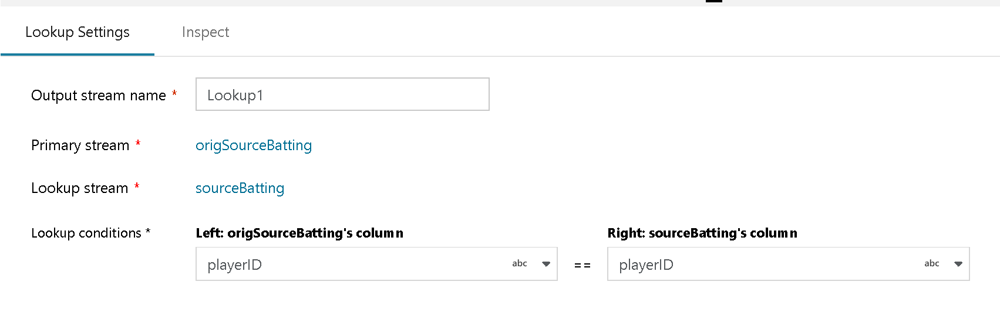 Lookup Settings Inspect
Output stream name * Lookup1
Primary stream * origSourceBatting
Lookup stream * sourceBatting
Lookup conditions * Left: origSourceBatting's column Right: sourceBatting's column
playerID abc == playerID abc